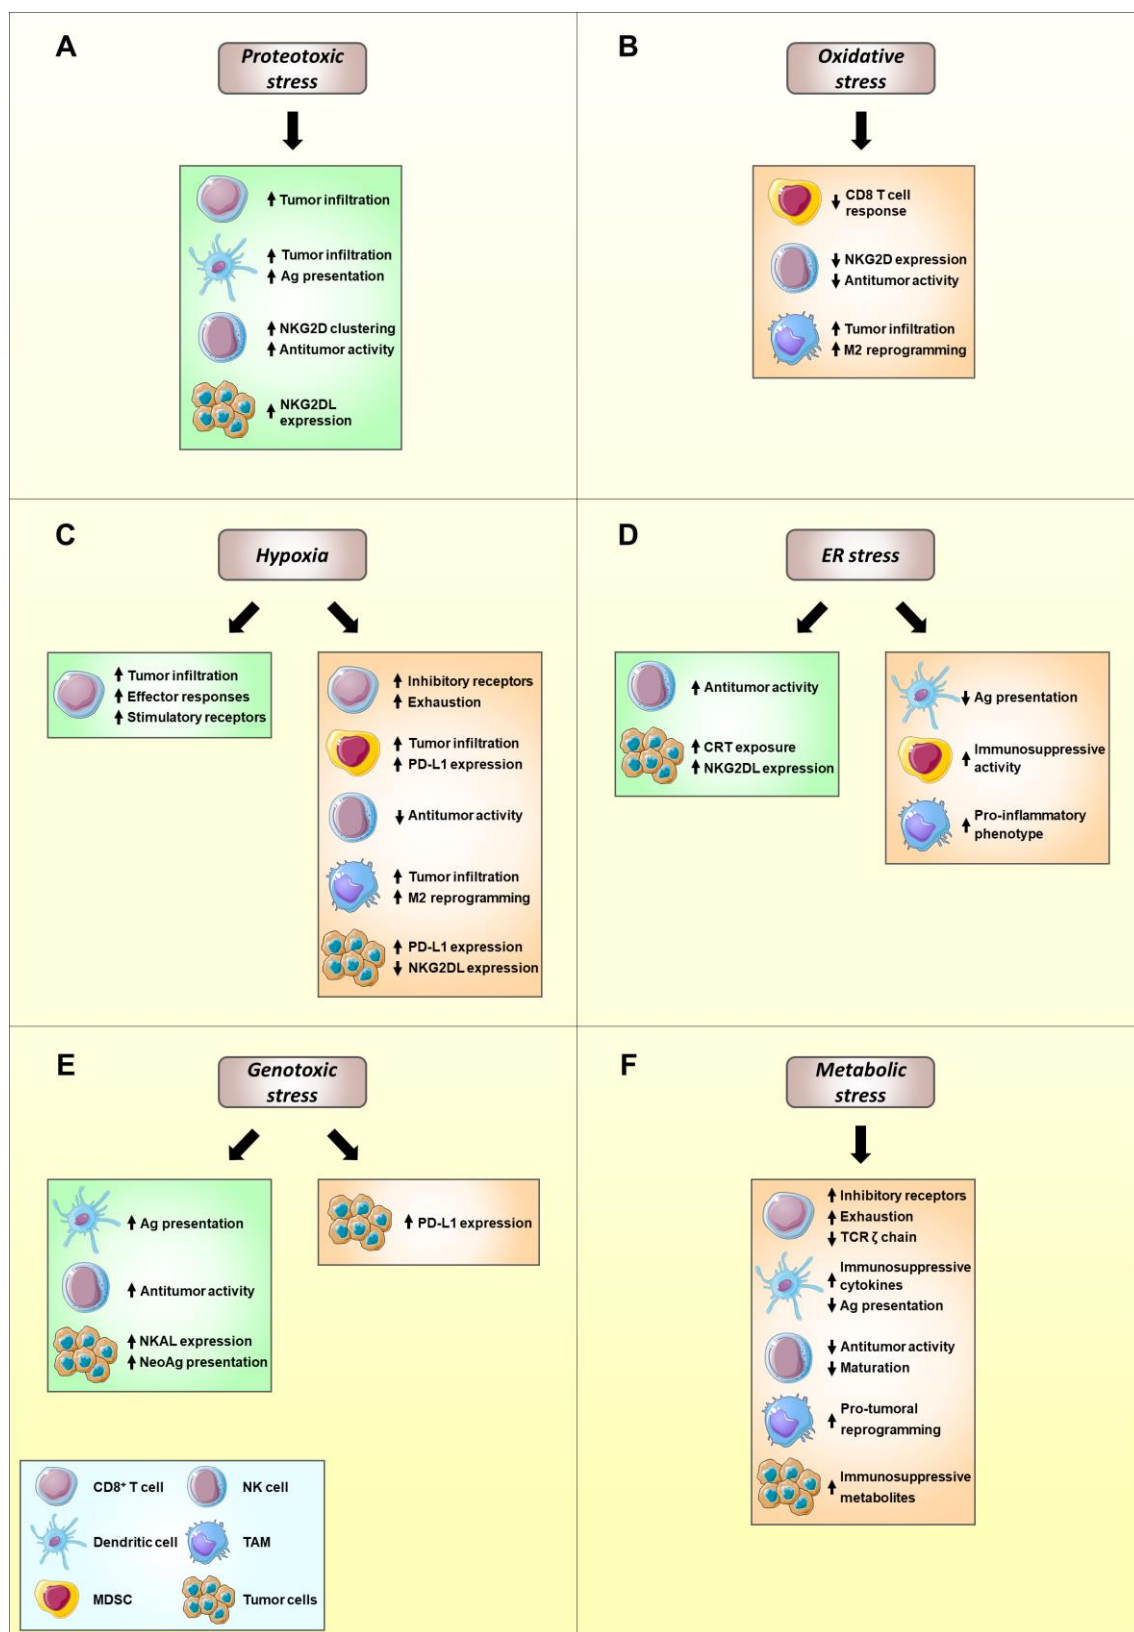 A
Proteotoxic
stress
Tumor infiltration
Tumor infiltration
Ag presentation
NKG2D clustering
Antitumor activity
NKG2DL
expression
B
Oxidative
stress
CD8 T cell
response
NKG2D expression
Antitumor activity
Tumor infiltration
M2 reprogramming
C
Hypoxia
Tumor infiltration
Effector responses
Stimulatory receptors
Inhibitory receptors
Exhaustion
Tumor infiltration
PD-L1 expression
Antitumor activity
Tumor infiltration
M2 reprogramming
PD-L1 expression
NKG2DL expression
D
ER stress
Antitumor activity
CRT exposure
NKG2DL expression
Ag presentation
Immunosuppressive
activity
Pro-inflammatory
phenotype
E
Genotoxic
stress
Ag presentation
Antitumor activity
NKAL expression
NeoAg presentation
PD-L1 expression
F
Metabolic
stress
Inhibitory receptors
Exhaustion
TCR ζ chain
Immunosuppressive
cytokines
Ag presentation
Antitumor activity
Maturation
Pro-tumoral
reprogramming
Immunosuppressive
metabolites
CD8⁺ T cell
NK cell
Dendritic cell
TAM
MDSC
Tumor cells